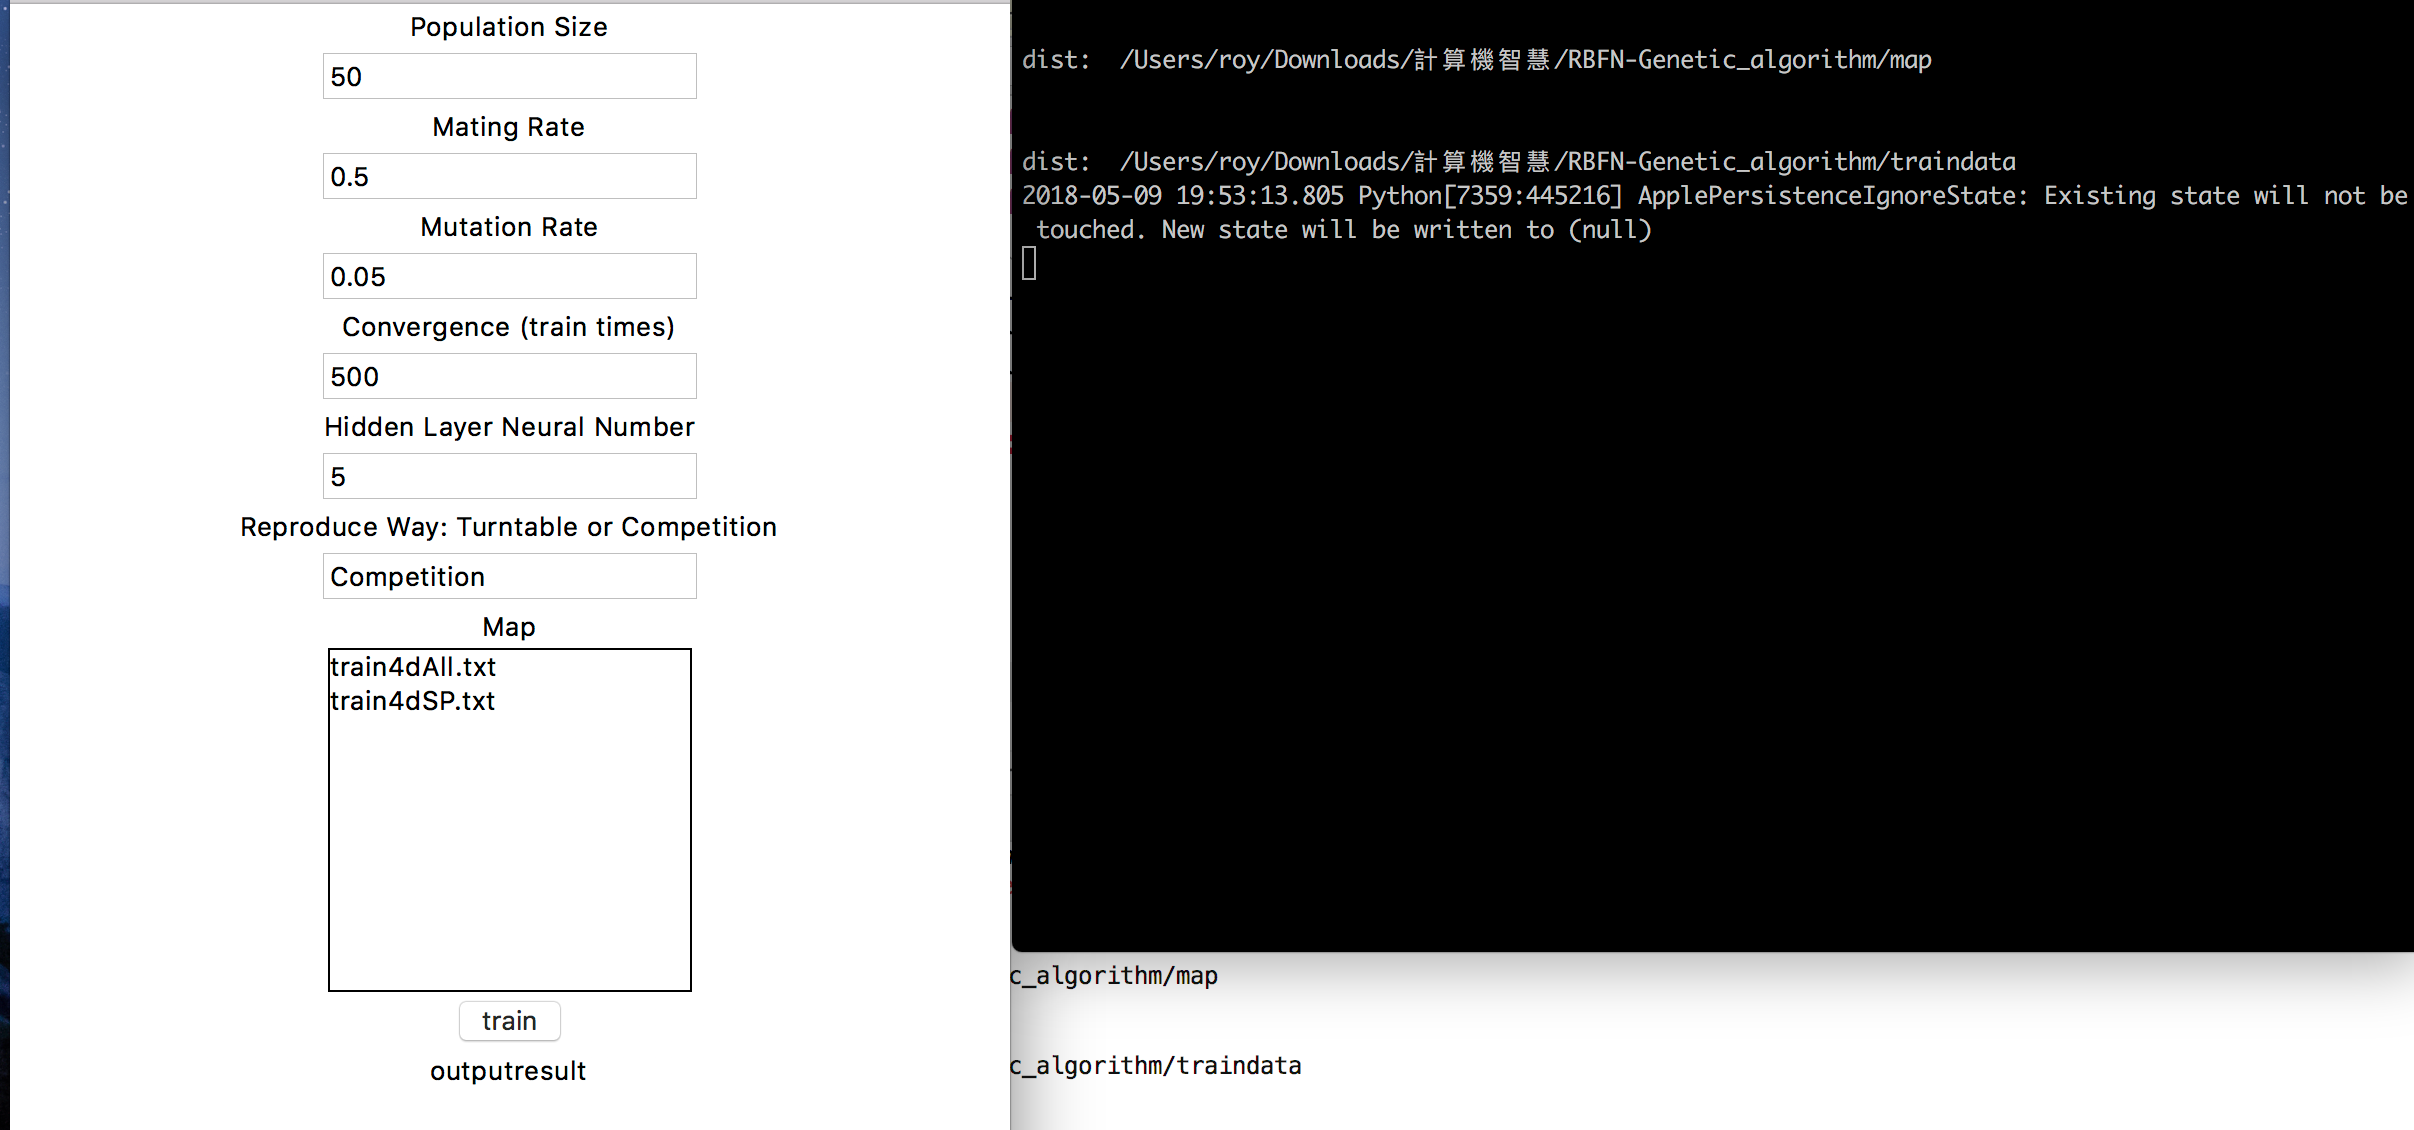 Population Size
50
Mating Rate
0.5
Mutation Rate
0.05
Convergence (train times)
500
Hidden Layer Neural Number
5
Reproduce Way: Turntable or Competition
Competition
Map
train4dAll.txt
train4dSP.txt
train
outputresult
dist:  /Users/roy/Downloads/計算機智慧/RBFN-Genetic_algorithm/map
dist:  /Users/roy/Downloads/計算機智慧/RBFN-Genetic_algorithm/traindata
2018-05-09 19:53:13.805 Python[7359:445216] ApplePersistenceIgnoreState: Existing state will not be
touched. New state will be written to (null)
c_algorithm/map
c_algorithm/traindata